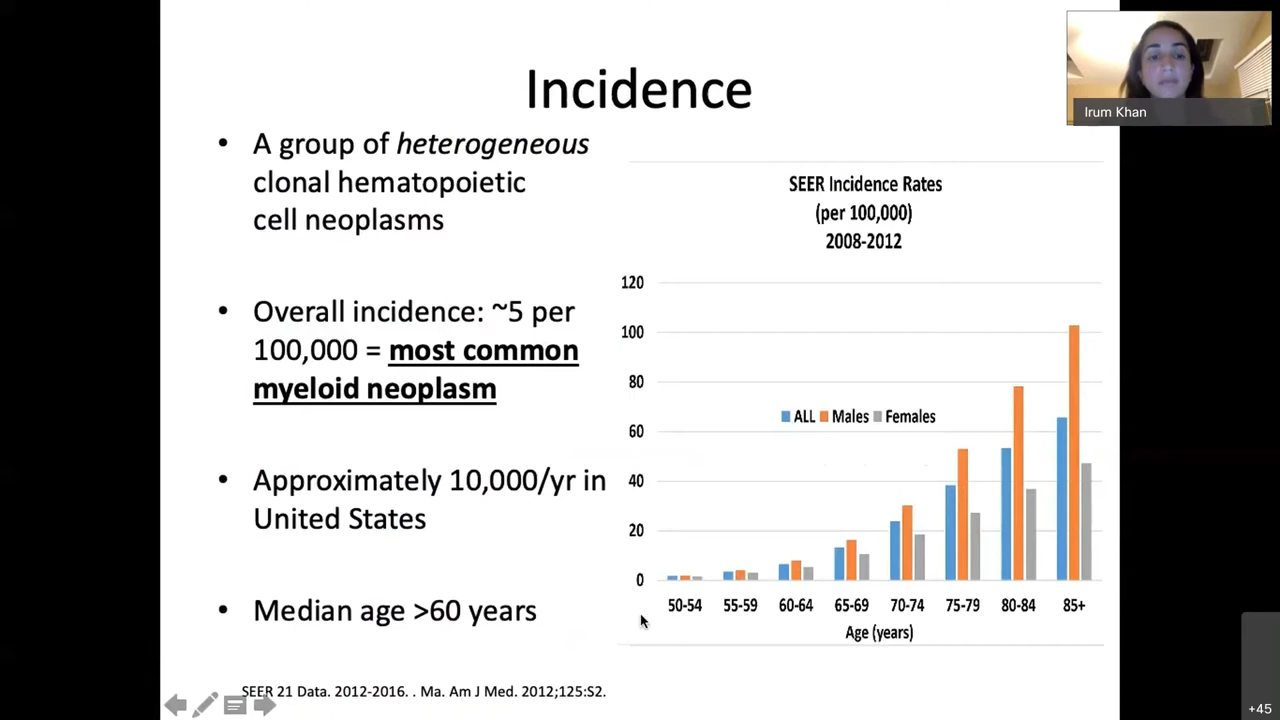 Incidence
Irum Khan
• A group of heterogeneous
clonal hematopoietic
cell neoplasms
• Overall incidence: ~5 per
100,000 = most common
myeloid neoplasm
• Approximately 10,000/yr in
United States
• Median age >60 years
SEER Incidence Rates
(per 100,000)
2008-2012
120
100
80
60
40
20
0
ALL Males Females
50-54 55-59 60-64 65-69 70-74 75-79 80-84 85+
Age (years)
SEER 21 Data. 2012-2016. . Ma. Am J Med. 2012;125:S2.
+45